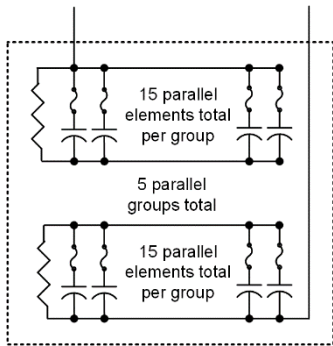 15 parallel
elements total
per group
5 parallel
groups total
15 parallel
elements total
per group